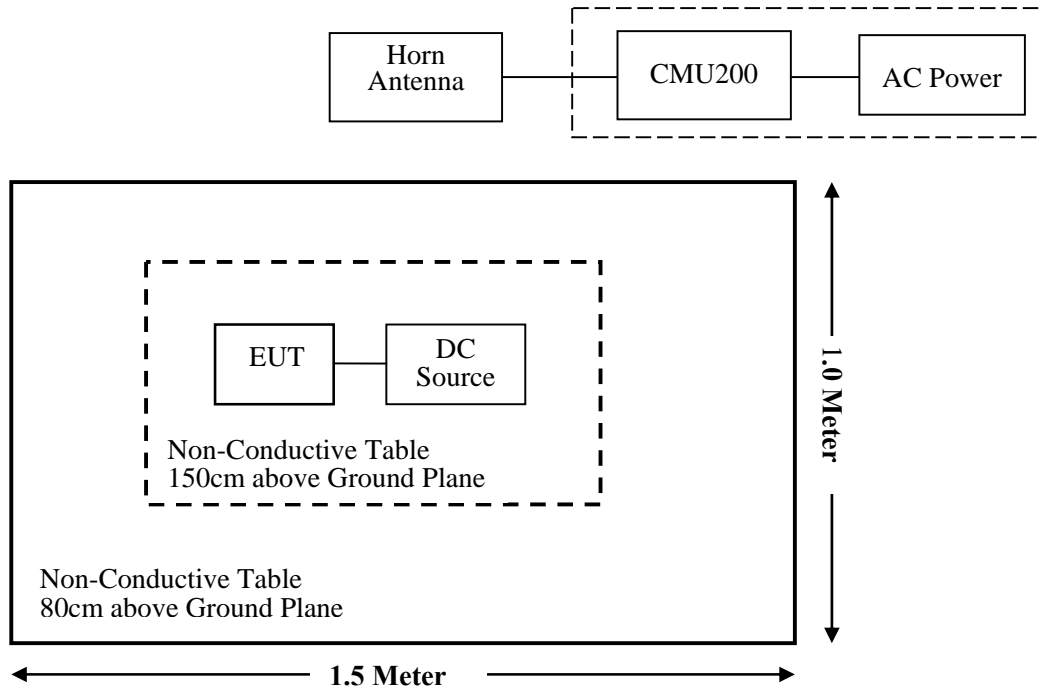 Horn
Antenna
CMU200
AC Power
EUT
DC
Source
Non-Conductive Table
150cm above Ground Plane
1.0 Meter
Non-Conductive Table
80cm above Ground Plane
1.5 Meter